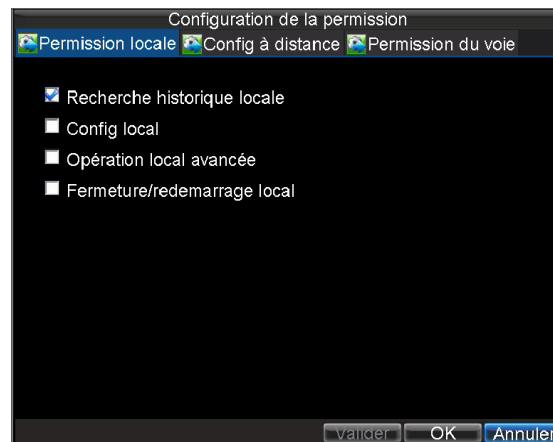 Configuration de la permission
Permission locale Config à distance Permission du voie
Recherche historique locale
Config local
Opération local avancée
Fermeture/redemarrage local
Valider OK Annuler